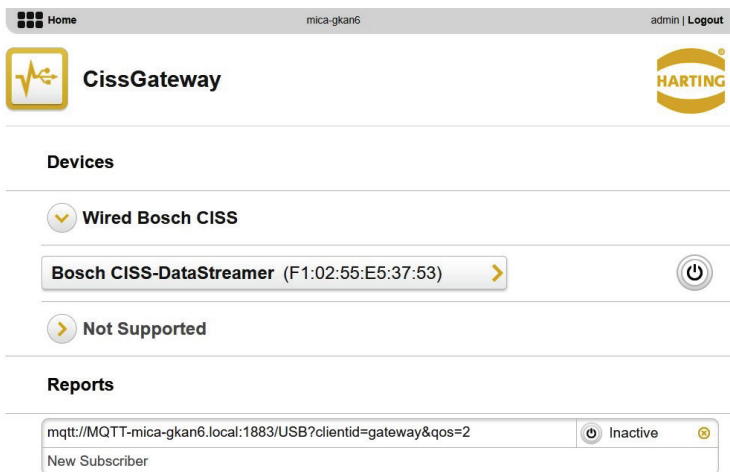 Home mica-gkan6 admin | Logout
CissGateway
HARTING
Devices
Wired Bosch CISS
Bosch CISS-DataStreamer (F1:02:55:E5:37:53)
Not Supported
Reports
mqtt://MQTT-mica-gkan6.local:1883/USB?clientid=gateway&qos=2 Inactive
New Subscriber